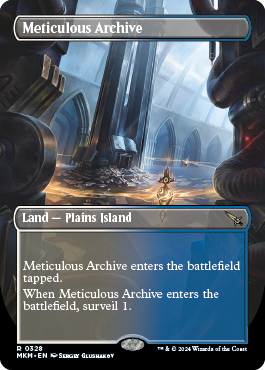 Meticulous Archive
Land — Plains Island
Meticulous Archive enters the battlefield
tapped.
When Meticulous Archive enters the
battlefield, surveil 1.
R 0328
MKM • EN Sergey Glushakov
™ & © 2024 Wizards of the Coast